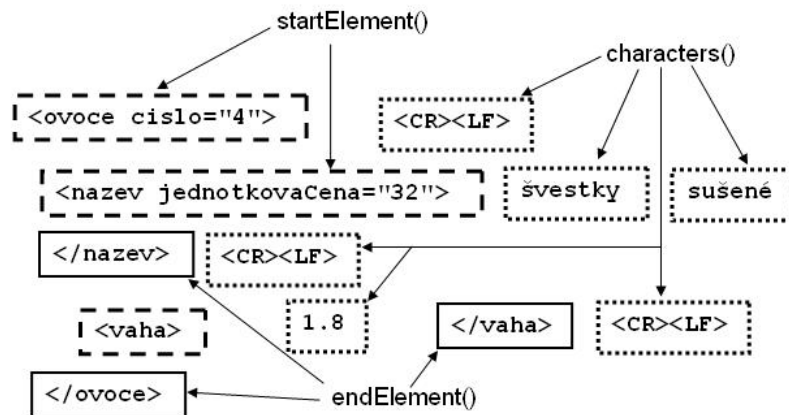 startElement()
characters()
<ovoce cislo="4"> <CR><LF>
<nazev jednotkovaCena="32"> švestky sušené
</nazev> <CR><LF>
<vaha> 1.8 </vaha> <CR><LF>
</ovoce> endElement()